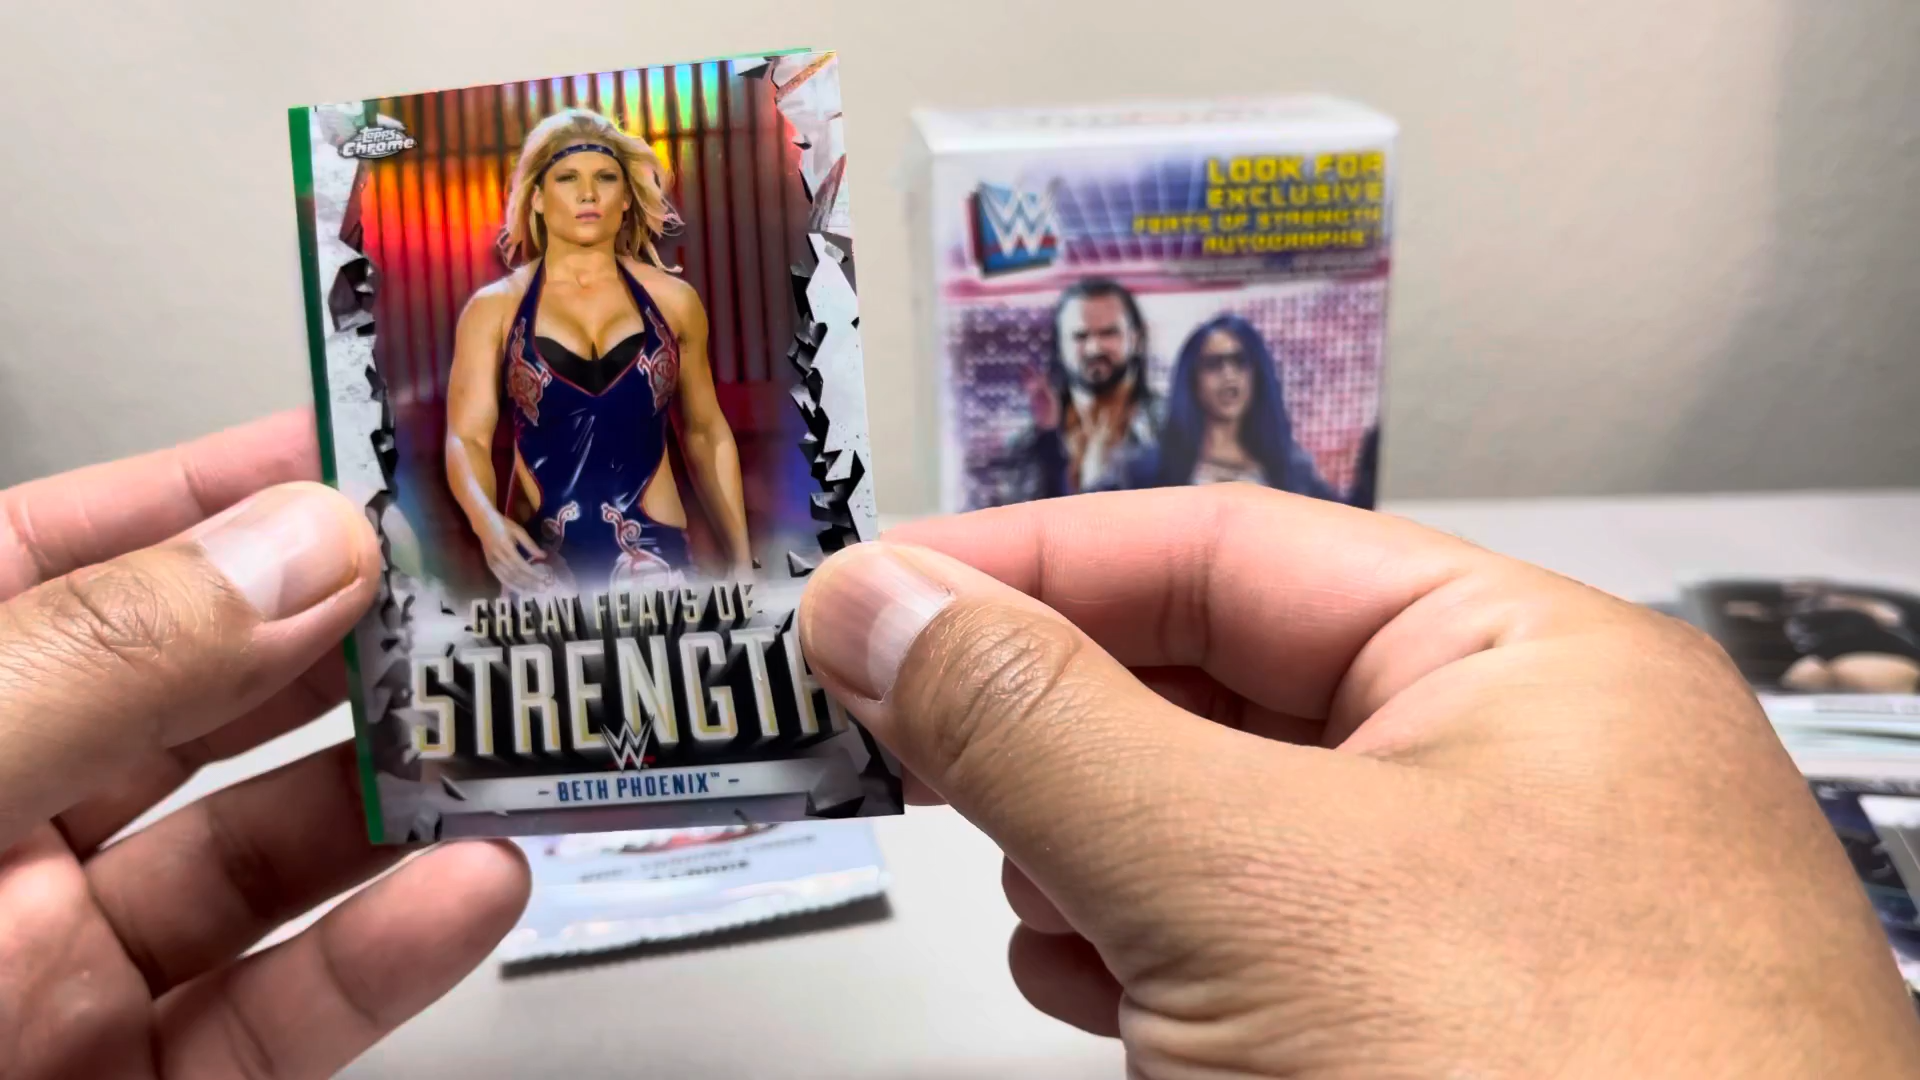 Topps
Chrome
GREAT FEATS OF
STRENGTH
W
- BETH PHOENIX™ -
W
LOOK FOR
EXCLUSIVE
FEATS OF STRENGTH
AUTOGRAPHS